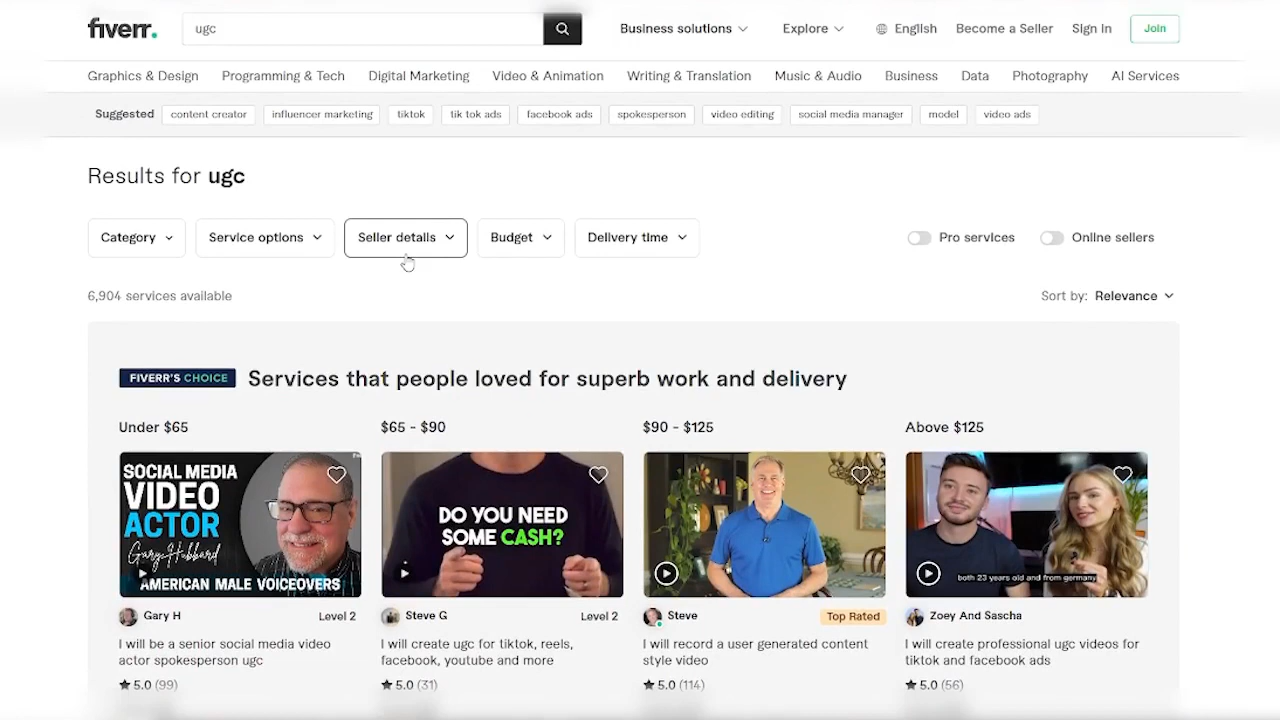 fiverr.
ugc
Business solutions
Explore
English
Become a Seller
Sign In
Join
Graphics & Design
Programming & Tech
Digital Marketing
Video & Animation
Writing & Translation
Music & Audio
Business
Data
Photography
AI Services
Suggested
content creator
influencer marketing
tiktok
tik tok ads
facebook ads
spokesperson
video editing
social media manager
model
video ads
Results for ugc
Category
Service options
Seller details
Budget
Delivery time
Pro services
Online sellers
6,904 services available
Sort by: Relevance
FIVERR'S CHOICE
Services that people loved for superb work and delivery
Under $65
$65 - $90
$90 - $125
Above $125
SOCIAL MEDIA
VIDEO
ACTOR
Gary Hubbard
AMERICAN MALE VOICEOVERS
DO YOU NEED
SOME CASH?
both 23 years old and from germany
Gary H
Level 2
Steve G
Level 2
Steve
Top Rated
Zoey And Sascha
I will be a senior social media video
actor spokesperson ugc
I will create ugc for tiktok, reels,
facebook, youtube and more
I will record a user generated content
style video
I will create professional ugc videos for
tiktok and facebook ads
5.0 (99)
5.0 (31)
5.0 (114)
5.0 (56)